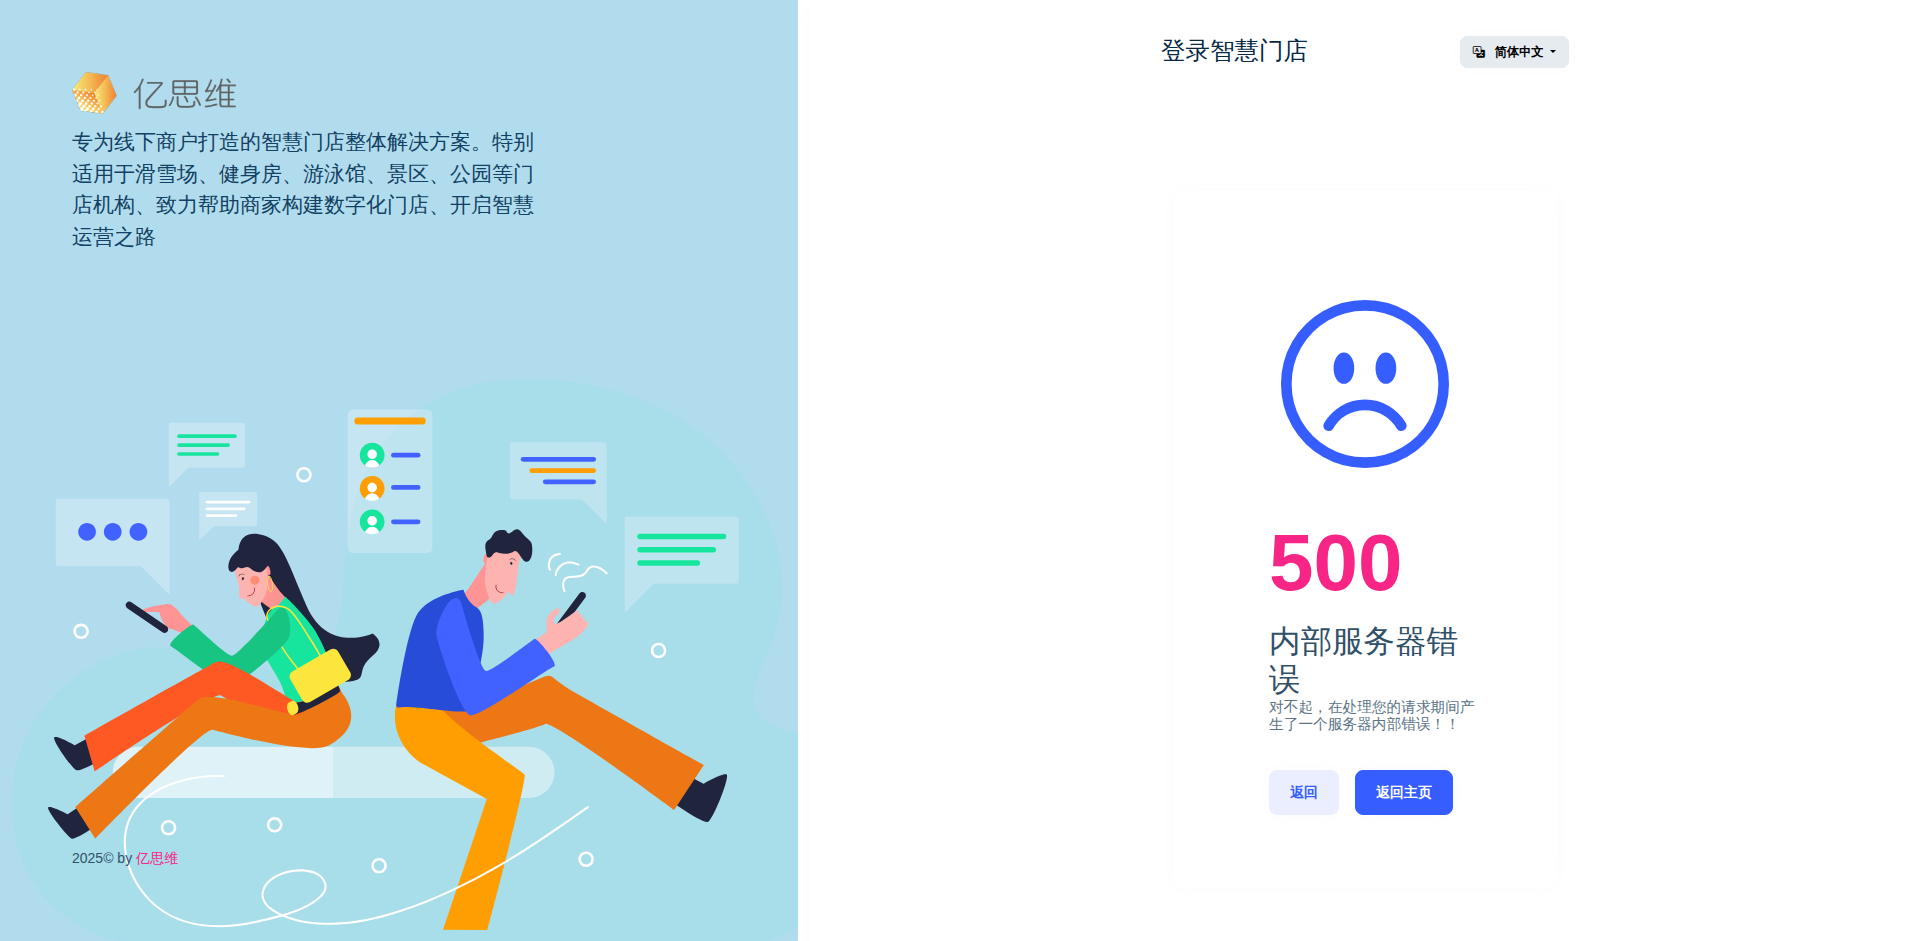 亿思维
专为线下商户打造的智慧门店整体解决方案。特别
适用于滑雪场、健身房、游泳馆、景区、公园等门
店机构、致力帮助商家构建数字化门店、开启智慧
运营之路
2025© by 亿思维
登录智慧门店
简体中文
500
内部服务器错
误
对不起，在处理您的请求期间产
生了一个服务器内部错误！！
返回
返回主页